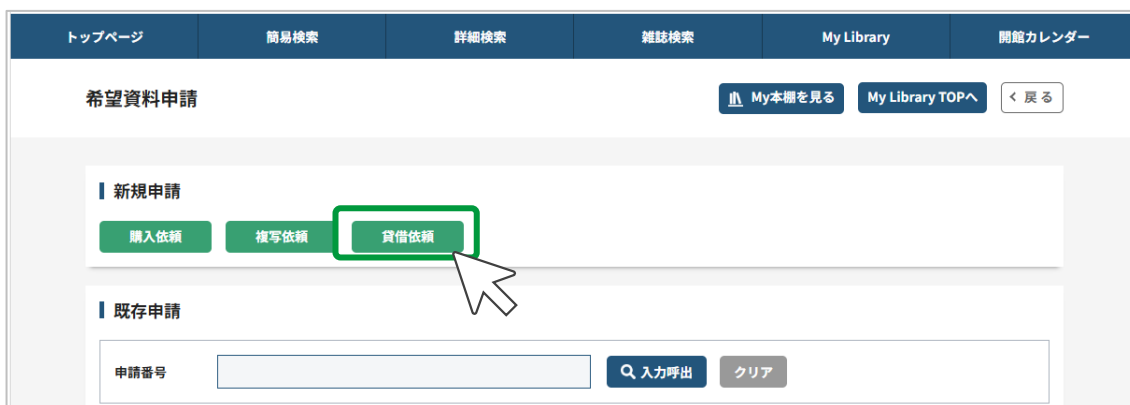 トップページ 簡易検索 詳細検索 雑誌検索 My Library 開館カレンダー
希望資料申請 My本棚を見る My Library TOPへ 戻る
新規申請
購入依頼 複写依頼 貸借依頼
既存申請
申請番号 入力呼出 クリア